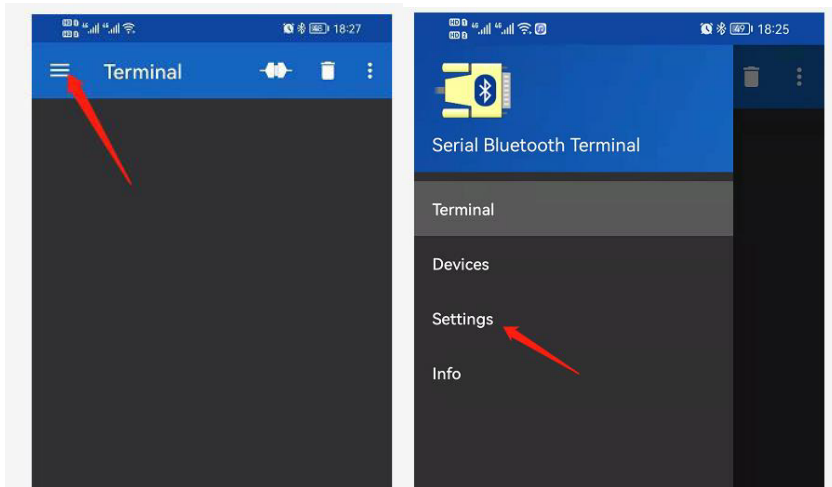 18:27
Terminal
18:25
Serial Bluetooth Terminal
Terminal
Devices
Settings
Info